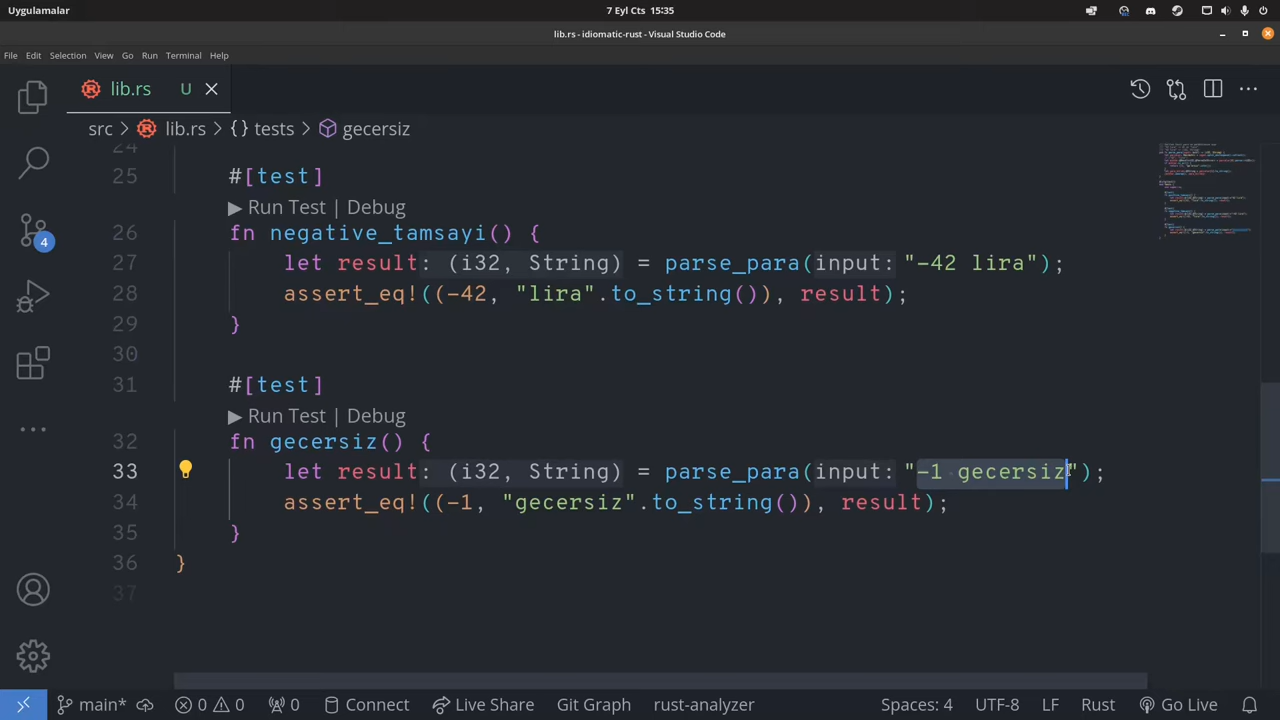 Uygulamalar
7 Eyl Cts 15:35
lib.rs - idiomatic-rust - Visual Studio Code
File Edit Selection View Go Run Terminal Help
lib.rs U
src > lib.rs > {} tests > gecersiz
24
25 #[test]
▶ Run Test | Debug
26 fn negative_tamsayi() {
27 let result: (i32, String) = parse_para(input: "-42 lira");
28 assert_eq!((-42, "lira".to_string()), result);
29 }
30
31 #[test]
▶ Run Test | Debug
32 fn gecersiz() {
33 let result: (i32, String) = parse_para(input: "-1 gecersiz");
34 assert_eq!((-1, "gecersiz".to_string()), result);
35 }
36 }
37
4
main* 0 0 0 Connect Live Share Git Graph rust-analyzer Spaces: 4 UTF-8 LF Rust Go Live